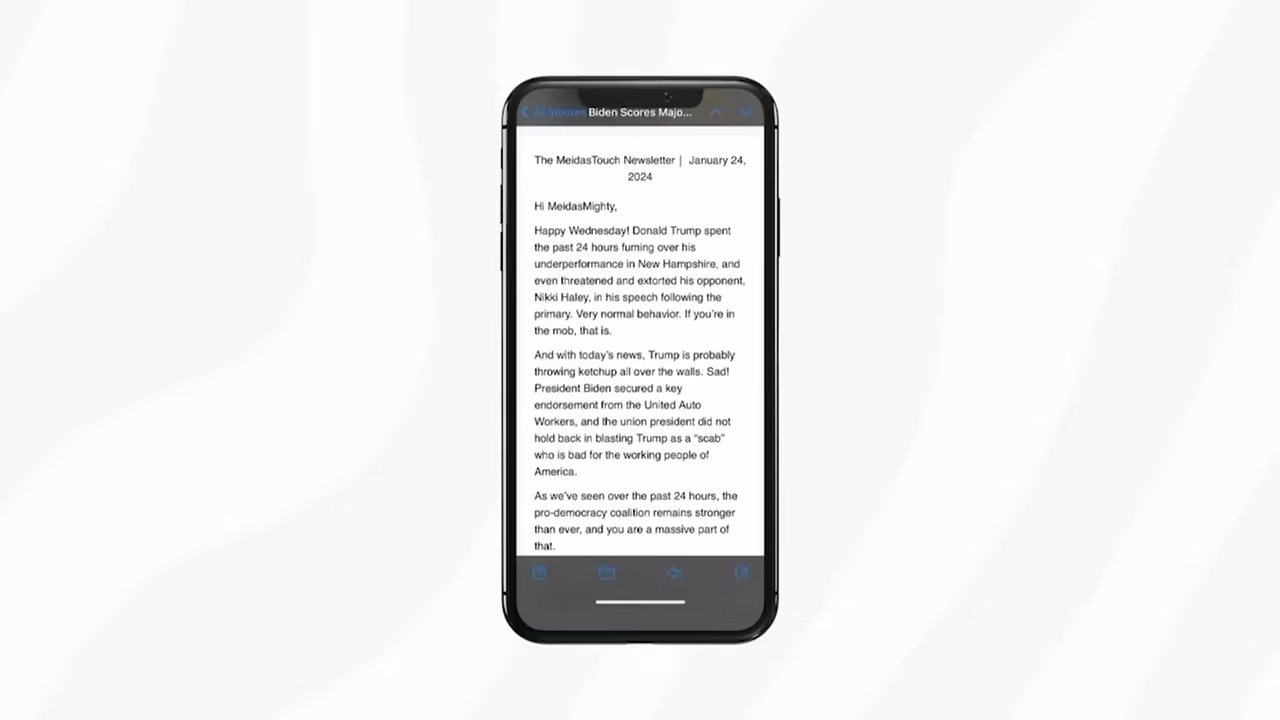 All Inboxes Biden Scores Majo...
The MeidasTouch Newsletter | January 24,
2024
Hi MeidasMighty,
Happy Wednesday! Donald Trump spent
the past 24 hours fuming over his
underperformance in New Hampshire, and
even threatened and extorted his opponent,
Nikki Haley, in his speech following the
primary. Very normal behavior. If you're in
the mob, that is.
And with today's news, Trump is probably
throwing ketchup all over the walls. Sad!
President Biden secured a key
endorsement from the United Auto
Workers, and the union president did not
hold back in blasting Trump as a “scab”
who is bad for the working people of
America.
As we've seen over the past 24 hours, the
pro-democracy coalition remains stronger
than ever, and you are a massive part of
that.